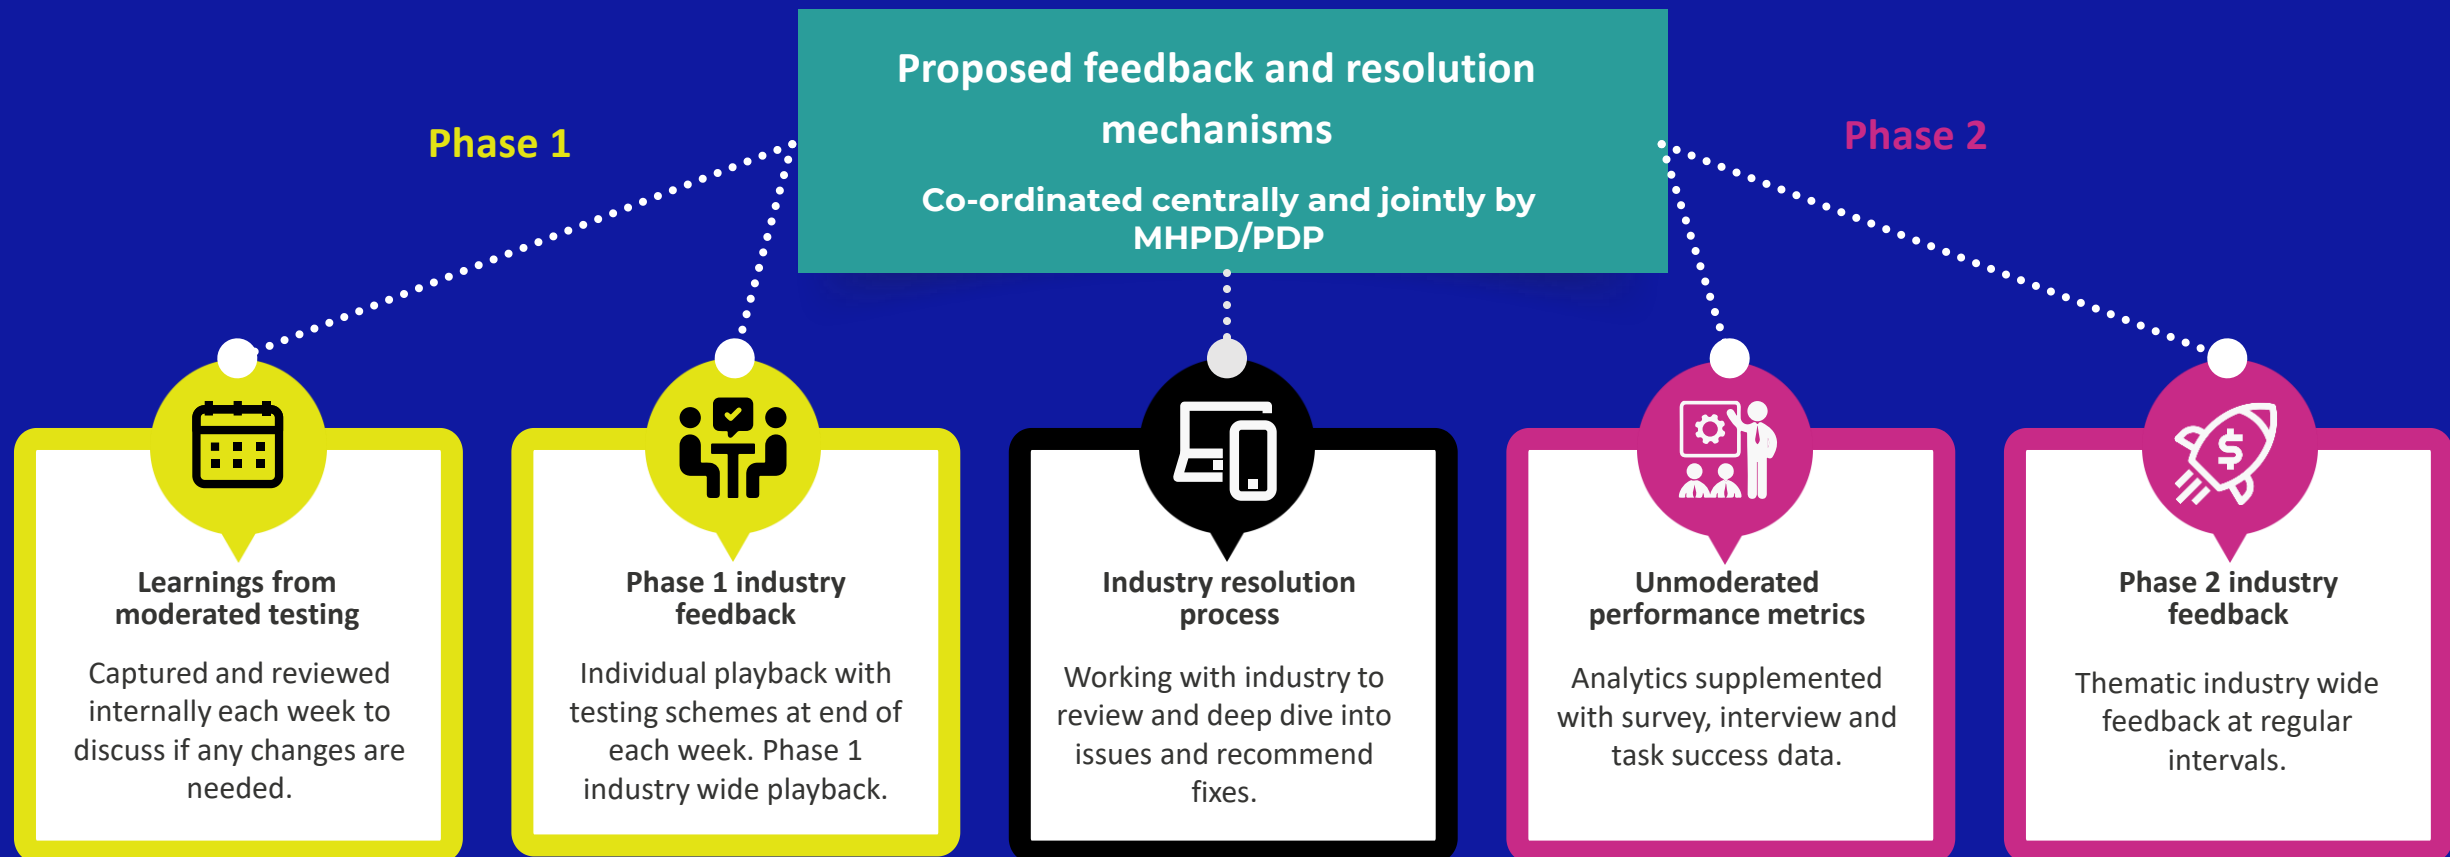 Proposed feedback and resolution
mechanisms
Co-ordinated centrally and jointly by
MHPD/PDP
Phase 1
Phase 2
Learnings from
moderated testing
Captured and reviewed
internally each week to
discuss if any changes are
needed.
Phase 1 industry
feedback
Individual playback with
testing schemes at end of
each week. Phase 1
industry wide playback.
Industry resolution
process
Working with industry to
review and deep dive into
issues and recommend
fixes.
Unmoderated
performance metrics
Analytics supplemented
with survey, interview and
task success data.
$
Phase 2 industry
feedback
Thematic industry wide
feedback at regular
intervals.